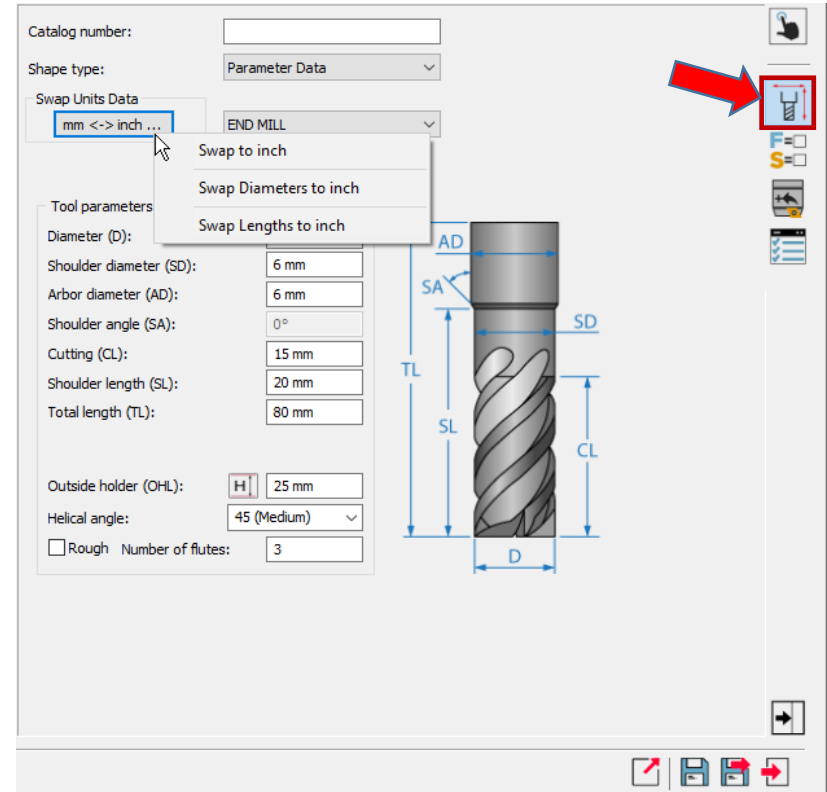 Catalog number:
Shape type:
Parameter Data
Swap Units Data
mm <-> inch ...
END MILL
Swap to inch
Swap Diameters to inch
Swap Lengths to inch
Tool parameters
Diameter (D):
Shoulder diameter (SD):
6 mm
Arbor diameter (AD):
6 mm
Shoulder angle (SA):
0°
Cutting (CL):
15 mm
Shoulder length (SL):
20 mm
Total length (TL):
80 mm
Outside holder (OHL):
H
25 mm
Helical angle:
45 (Medium)
Rough
Number of flutes:
3
AD
SA
SD
TL
SL
CL
D
F=
S=